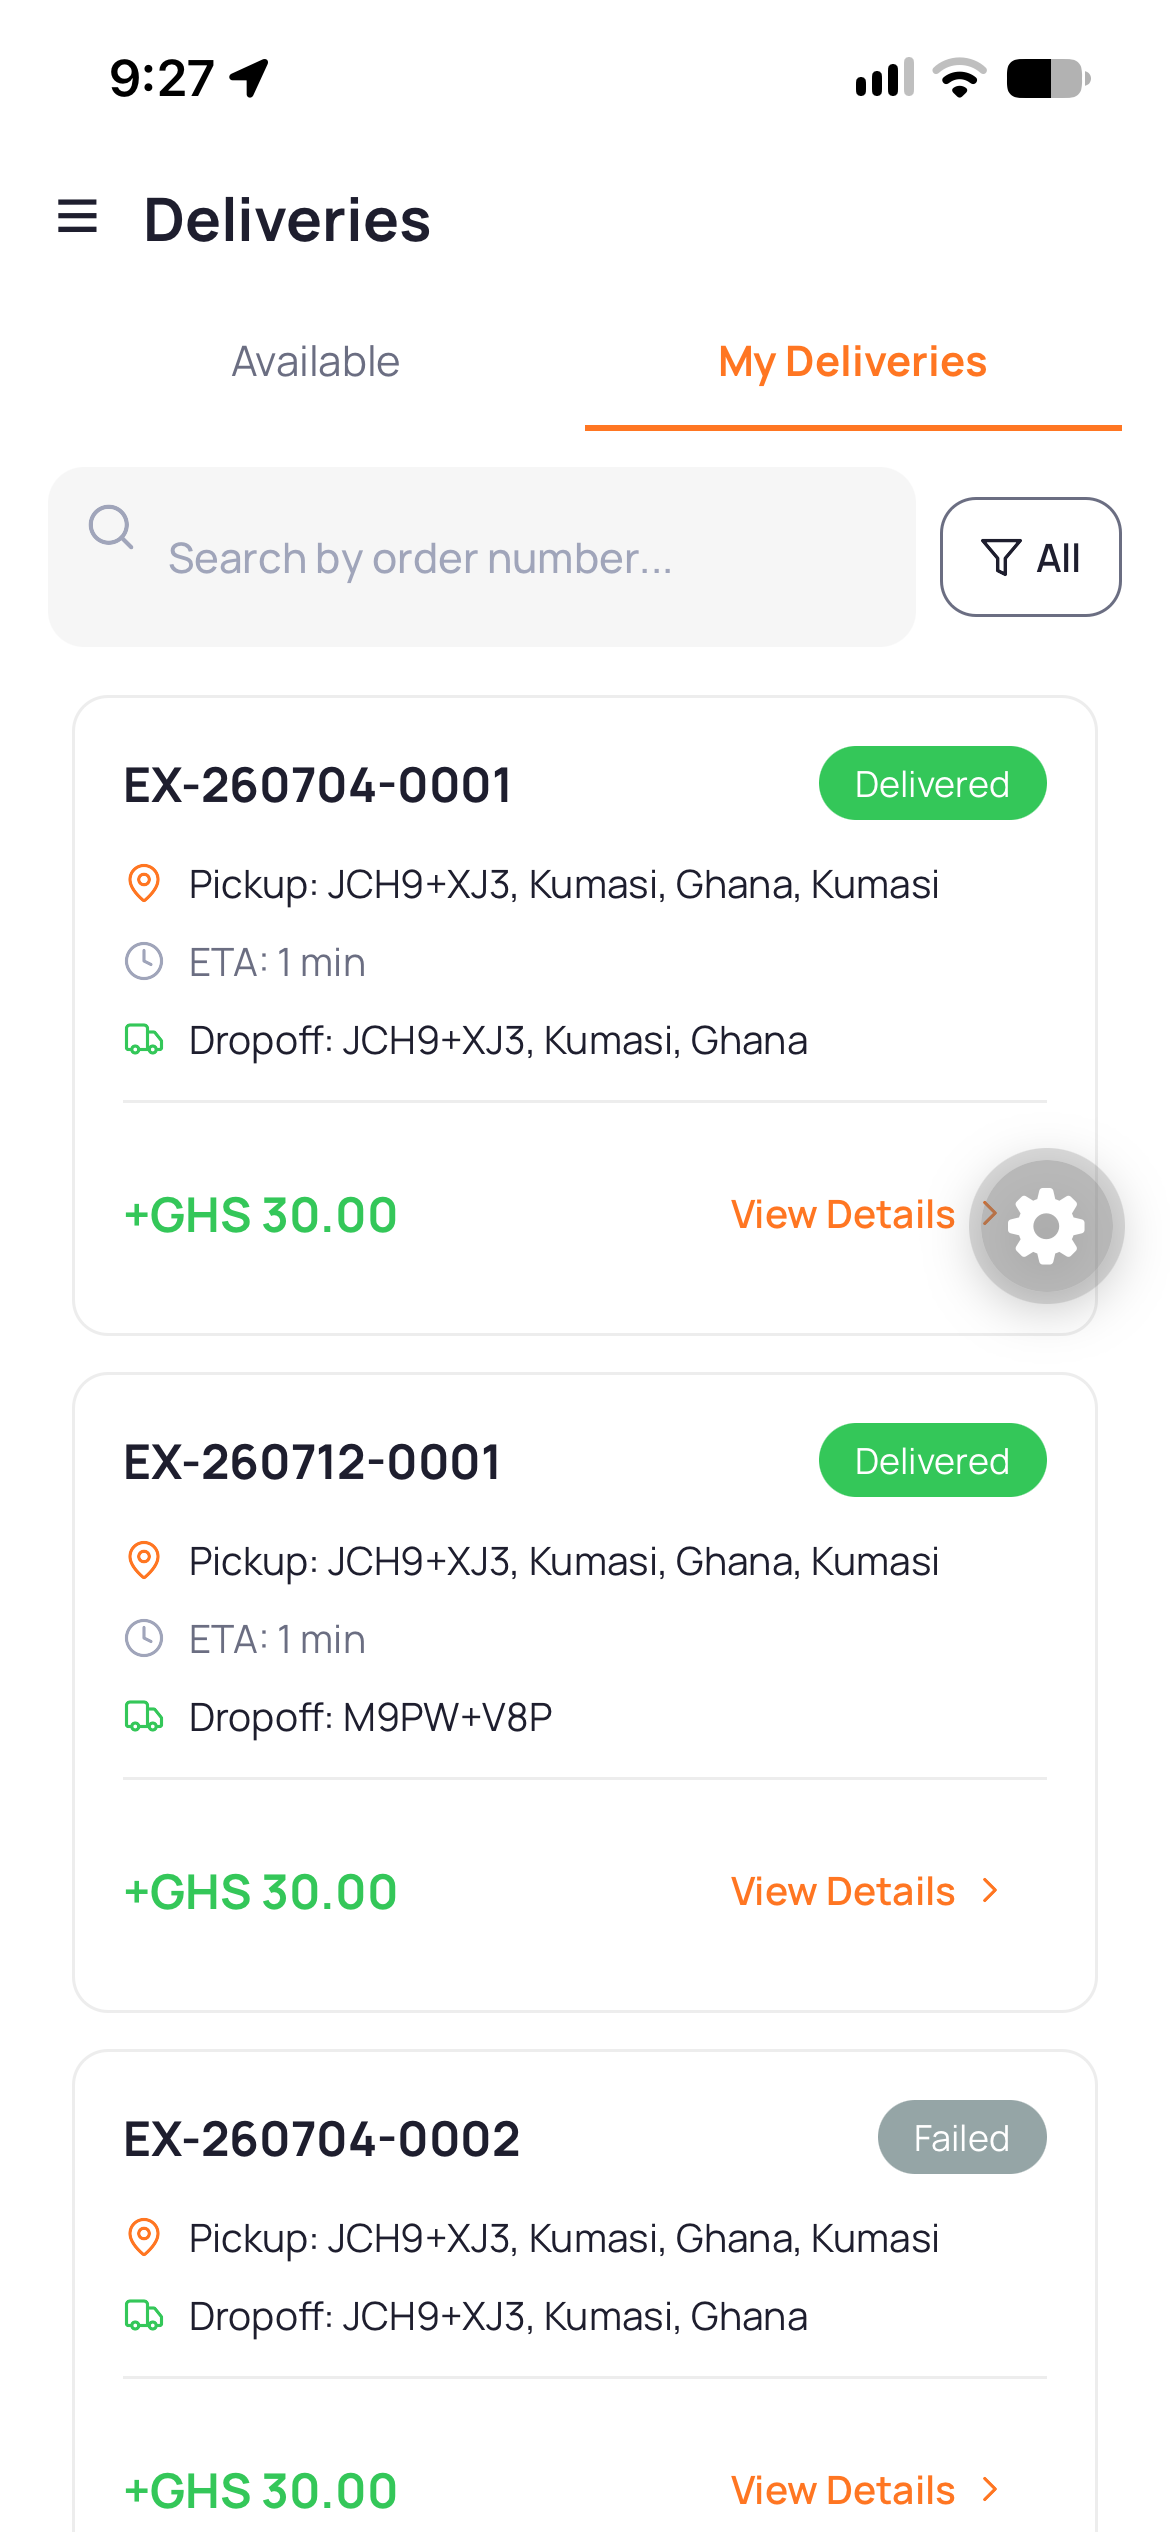 9:27
Deliveries
Available
My Deliveries
Search by order number...
All
EX-260704-0001
Delivered
Pickup: JCH9+XJ3, Kumasi, Ghana, Kumasi
ETA: 1 min
Dropoff: JCH9+XJ3, Kumasi, Ghana
+GHS 30.00
View Details
EX-260712-0001
Delivered
Pickup: JCH9+XJ3, Kumasi, Ghana, Kumasi
ETA: 1 min
Dropoff: M9PW+V8P
+GHS 30.00
View Details
EX-260704-0002
Failed
Pickup: JCH9+XJ3, Kumasi, Ghana, Kumasi
Dropoff: JCH9+XJ3, Kumasi, Ghana
+GHS 30.00
View Details